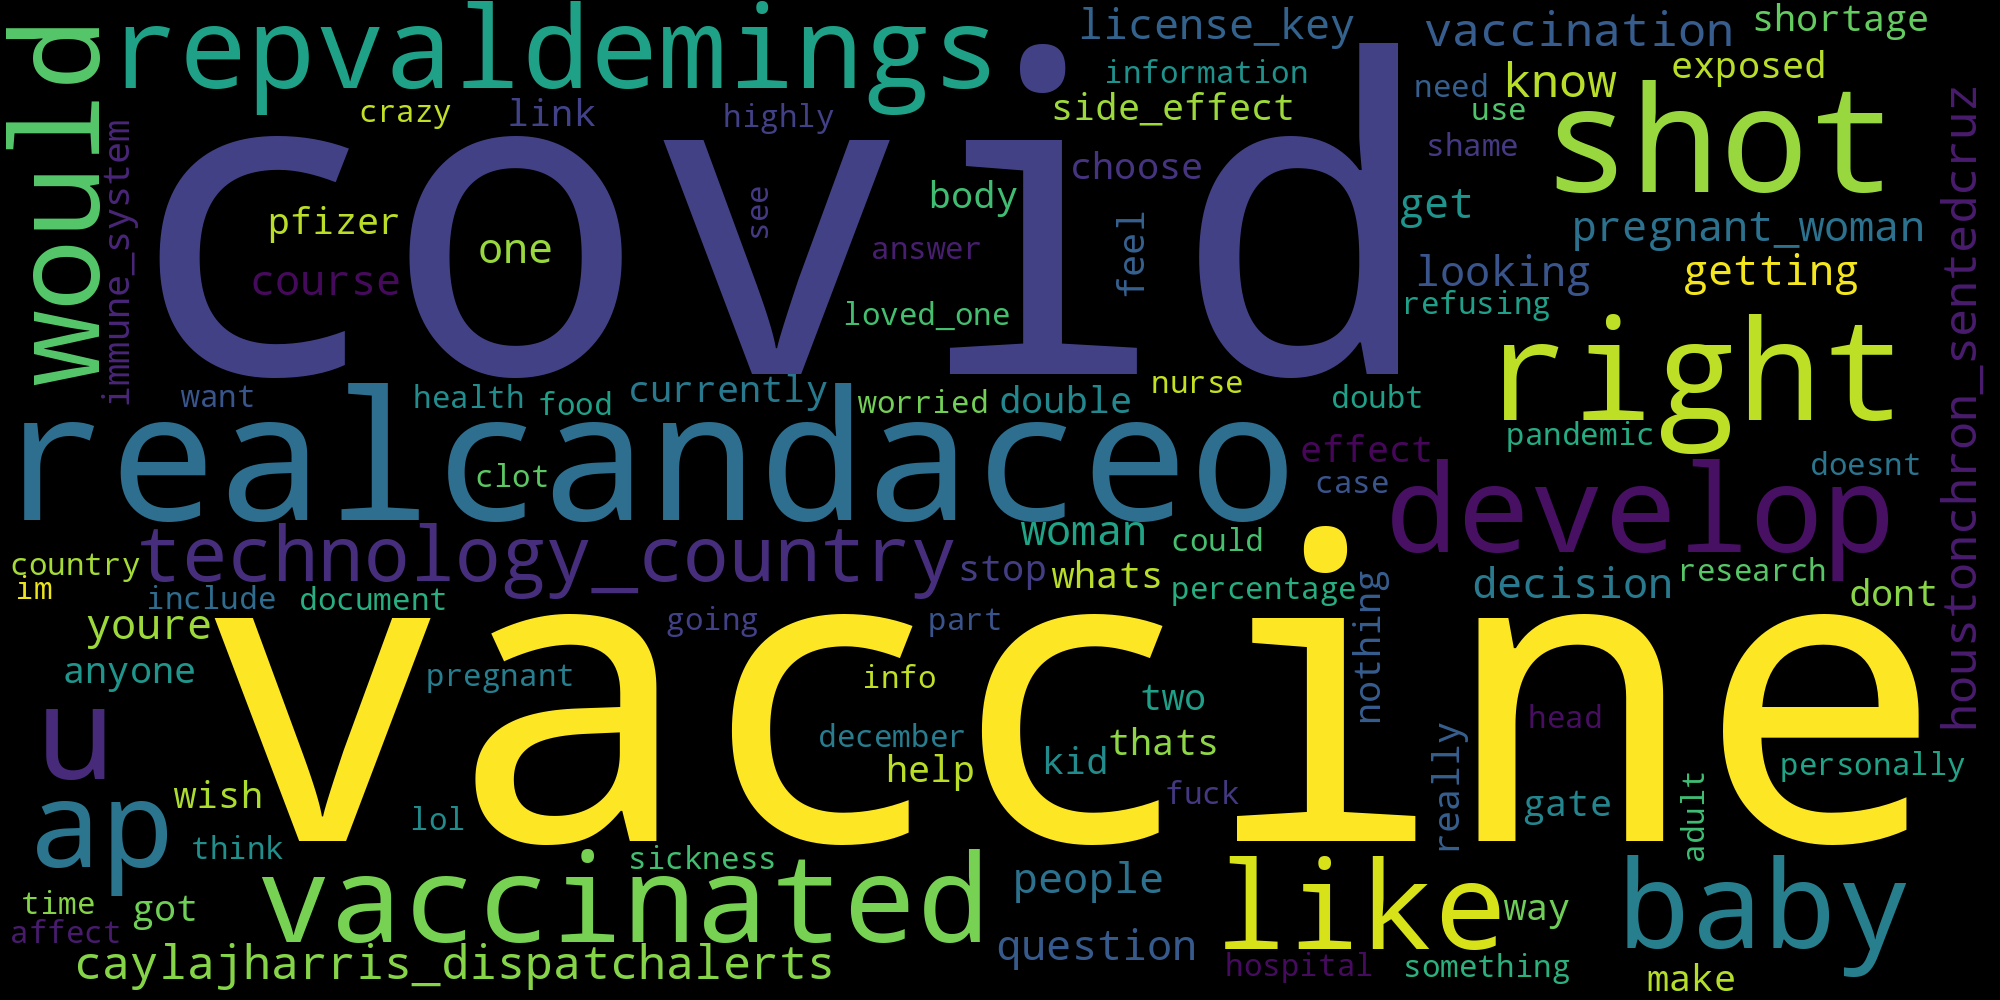 would
repvaldemings
license_key
vaccination
shortage
information
know
exposed
crazy
link
highly
side_effect
need
use
shot
covid
immune_system
shame
choose
houstonchron_sentedcruz
pfizer
one
see
body
get
pregnant_woman
course
answer
feel
looking
getting
loved_one
refusing
right
want
health
food
currently
worried
double
nurse
doubt
realcandaceo
pandemic
clot
effect
case
doesnt
develop
country
technology_country
stop
woman
could
im
include
document
whats
percentage
decision
research
dont
youre
going
part
nothing
vaccine
anyone
pregnant
info
two
head
u
december
thats
really
personally
help
kid
wish
fuck
gate
adult
ap
lol
think
sickness
time
got
vaccinated
people
like
way
baby
affect
question
caylajharris_dispatchalerts
hospital
something
make